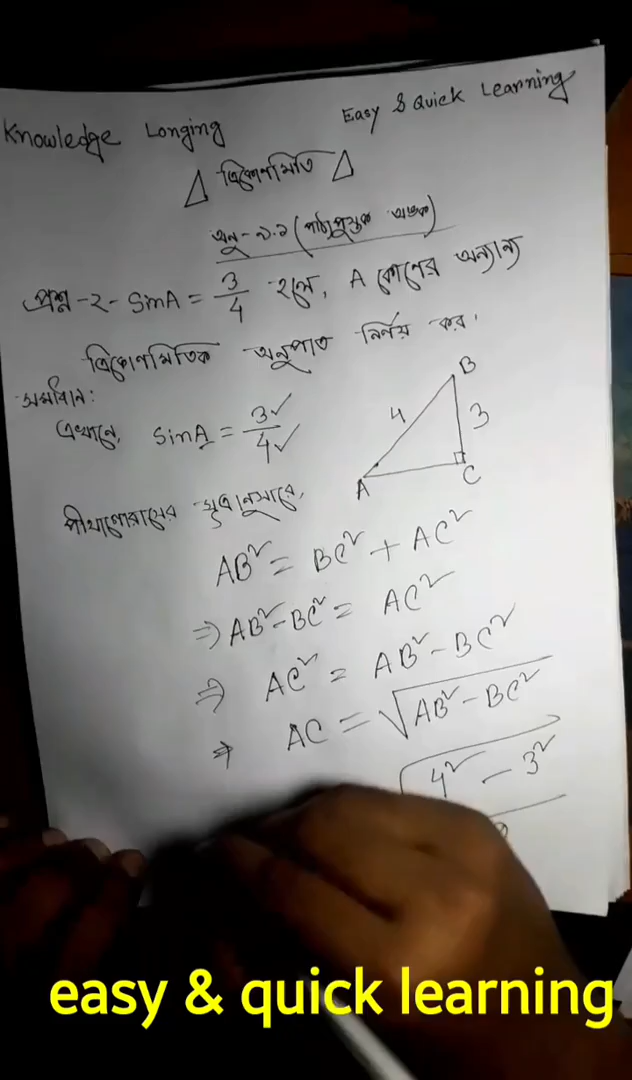 Knowledge Longing
Easy & Quick Learning
△ ত্রিকোণমিতি △
অনু-৯.১ (পাঠ্যপুস্তক অঙ্ক)
প্রশ্ন-২- sinA = 3/4 হলে, A কোণের অন্যান্য
ত্রিকোণমিতিক অনুপাত নির্ণয় কর।
সমাধান:
এখানে, sinA = 3✓/4✓
B
4
3
A
C
পীথাগোরাসের সূত্রানুসারে,
AB² = BC² + AC²
⇒ AB² - BC² = AC²
⇒ AC² = AB² - BC²
⇒ AC = √AB² - BC²
√4² - 3²
easy & quick learning